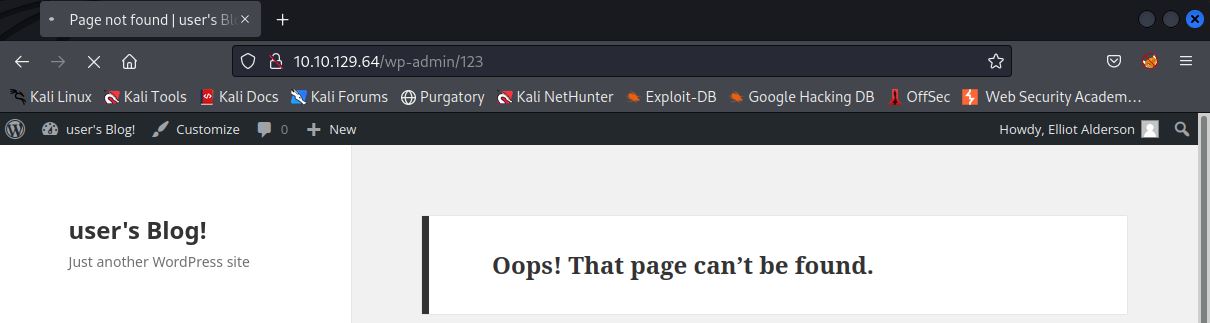 Page not found | user's Bl
10.10.129.64/wp-admin/123
Kali Linux Kali Tools Kali Docs Kali Forums Purgatory Kali NetHunter Exploit-DB Google Hacking DB OffSec Web Security Academ…
user's Blog! Customize 0 New Howdy, Elliot Alderson
user's Blog!
Just another WordPress site
Oops! That page can’t be found.